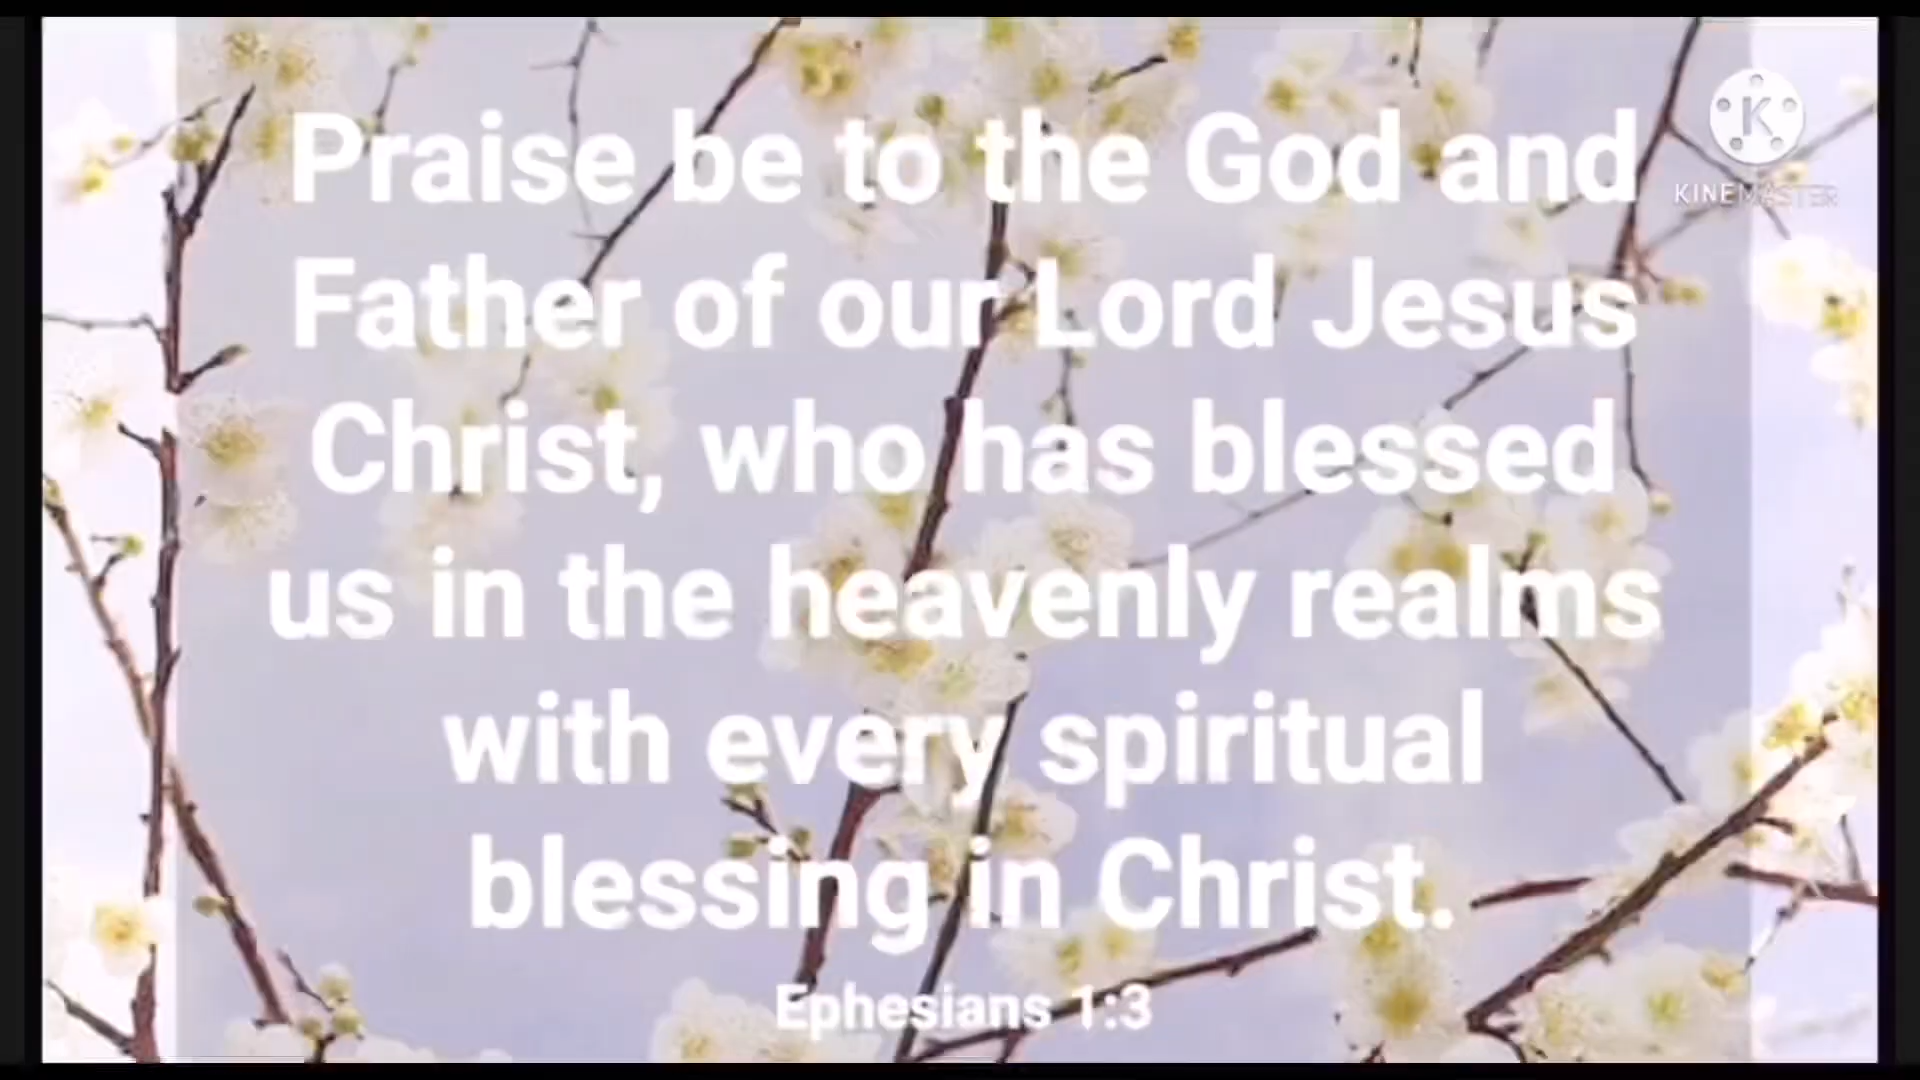 Praise be to the God and
Father of our Lord Jesus
Christ, who has blessed
us in the heavenly realms
with every spiritual
blessing in Christ.
Ephesians 1:3
K
KINEMASTER